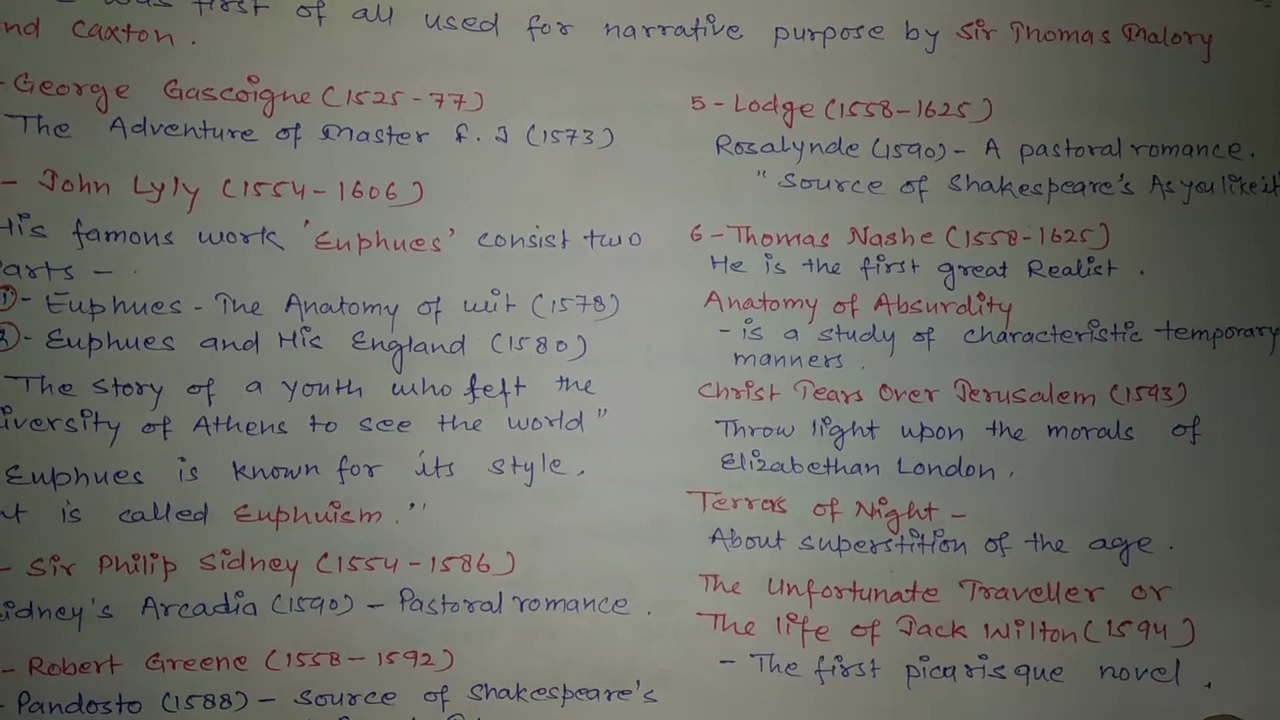 was first of all used for narrative purpose by Sir Thomas Malory
nd Caxton.
- George Gascoigne (1525-77)
The Adventure of Master F. J (1573)
- John Lyly (1554-1606)
His famous work 'Euphues' consist two
arts -
①- Euphues - The Anatomy of wit (1578)
②- Euphues and His England (1580)
The story of a youth who left the
iversity of Athens to see the world"
Euphues is known for its style.
t is called Euphuism."
- Sir Philip Sidney (1554-1586)
idney's Arcadia (1590) - Pastoral romance.
- Robert Greene (1558-1592)
- Pandosto (1588) - Source of Shakespeare's
5- Lodge (1558-1625)
Rosalynde (1590) - A pastoral romance.
" Source of Shakespeare's As you like it
6- Thomas Nashe (1558-1625)
He is the first great Realist.
Anatomy of Absurdity
- is a study of characteristic temporary
manners.
Christ Tears Over Jerusalem (1593)
Throw light upon the morals of
Elizabethan London.
Terros of Night -
About superstition of the age.
The Unfortunate Traveller or
The life of Jack Wilton (1594)
- The first picarisque novel.